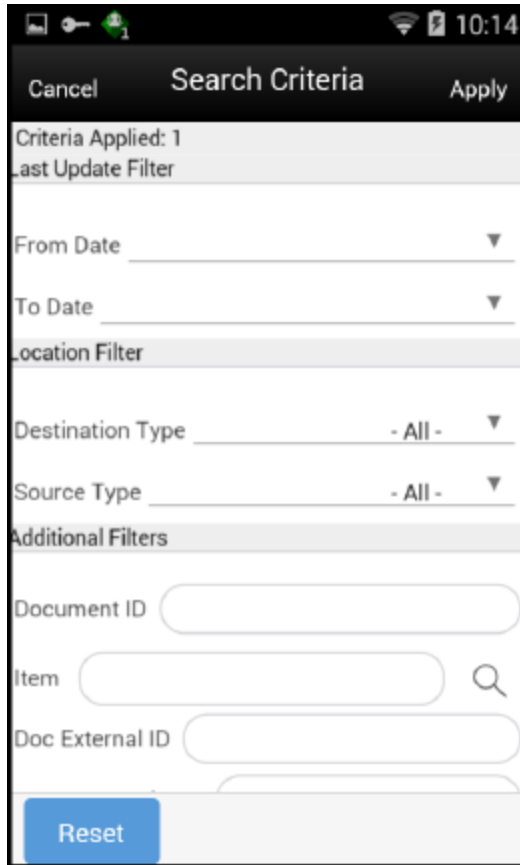 1
10:14
Cancel
Search Criteria
Apply
Criteria Applied: 1
Last Update Filter
From Date
To Date
Location Filter
Destination Type - All -
Source Type - All -
Additional Filters
Document ID
Item
Doc External ID
Reset